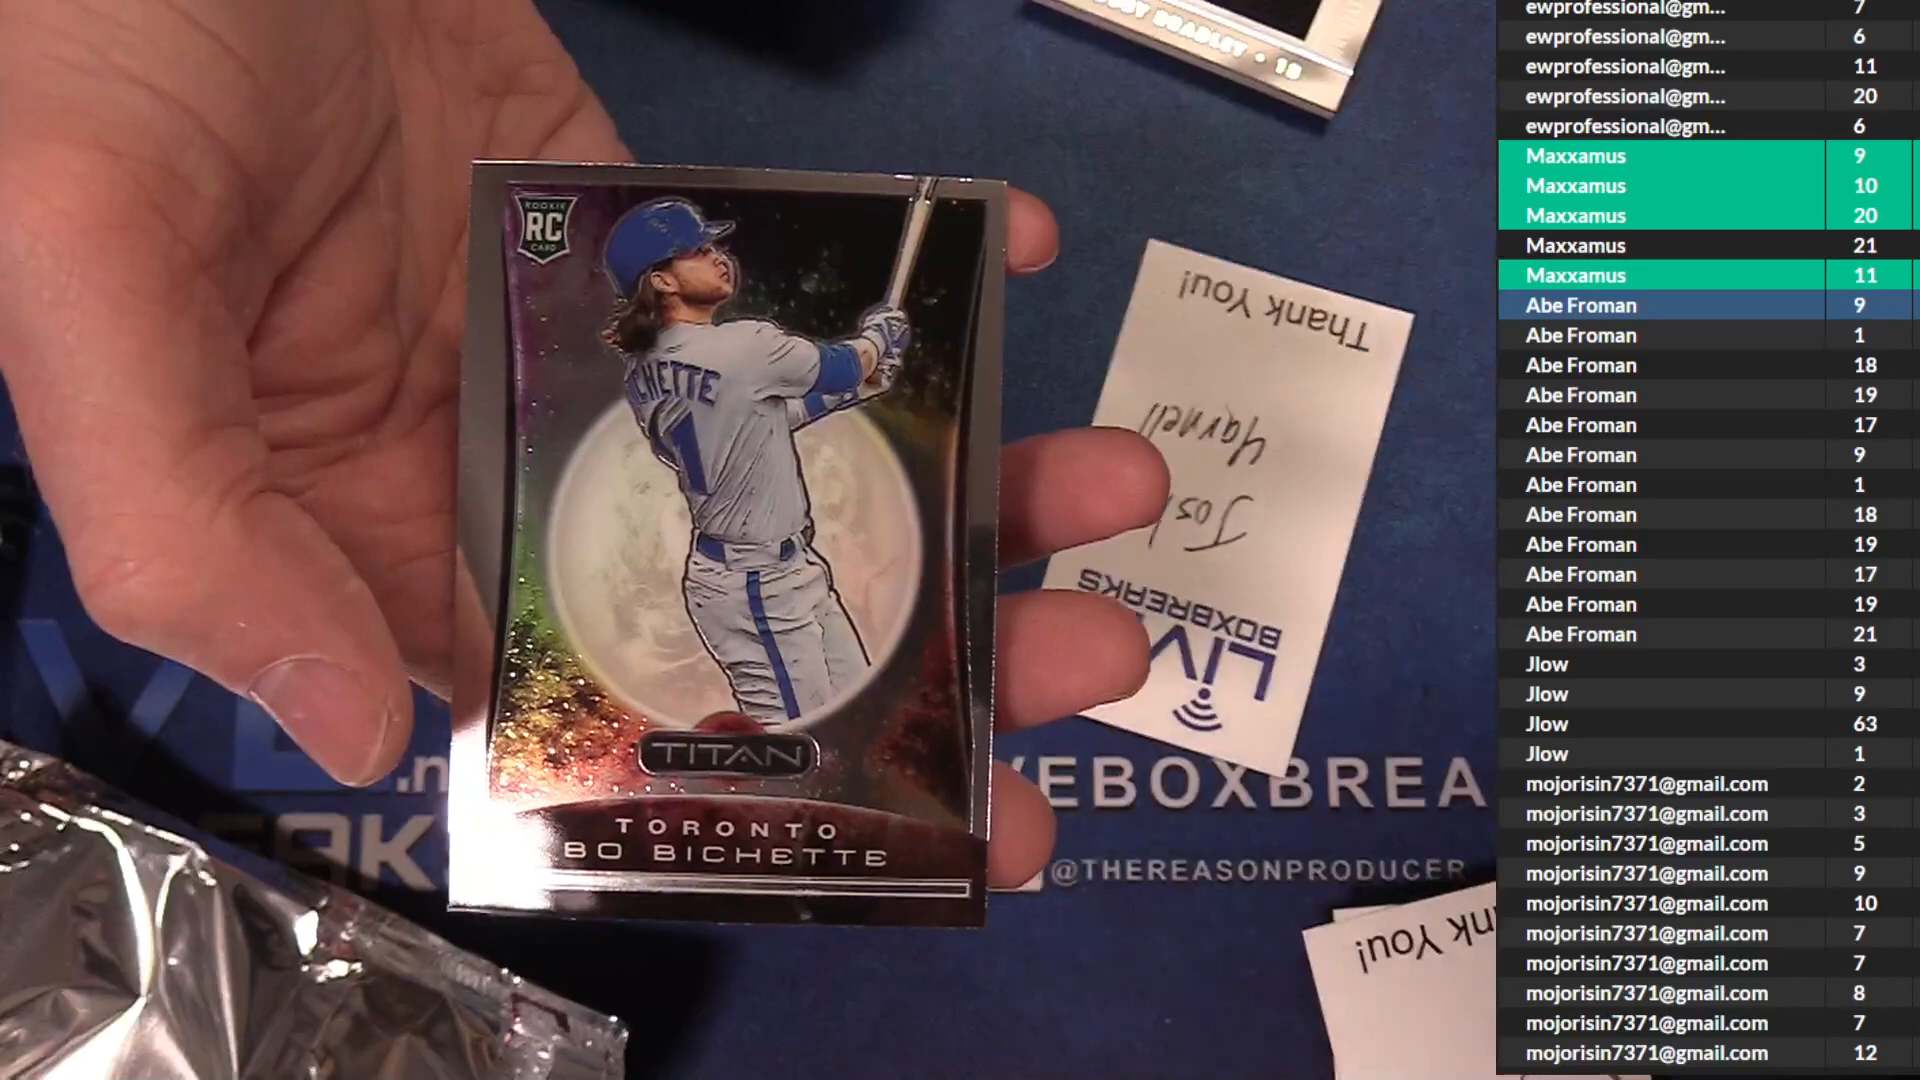 BRADLEY • 18
ROOKIE
RC
CARD
CHETTE
1
TITAN
TORONTO
BO BICHETTE
Thank You!
Yarnell
LIV
BOXBREAKS
.n
EBOXBREA
@THEREASONPRODUCER
nk You!
ewprofessional@gm... 7
ewprofessional@gm... 6
ewprofessional@gm... 11
ewprofessional@gm... 20
ewprofessional@gm... 6
Maxxamus 9
Maxxamus 10
Maxxamus 20
Maxxamus 21
Maxxamus 11
Abe Froman 9
Abe Froman 1
Abe Froman 18
Abe Froman 19
Abe Froman 17
Abe Froman 9
Abe Froman 1
Abe Froman 18
Abe Froman 19
Abe Froman 17
Abe Froman 19
Abe Froman 21
Jlow 3
Jlow 9
Jlow 63
Jlow 1
mojorisin7371@gmail.com 2
mojorisin7371@gmail.com 3
mojorisin7371@gmail.com 5
mojorisin7371@gmail.com 9
mojorisin7371@gmail.com 10
mojorisin7371@gmail.com 7
mojorisin7371@gmail.com 7
mojorisin7371@gmail.com 8
mojorisin7371@gmail.com 7
mojorisin7371@gmail.com 12